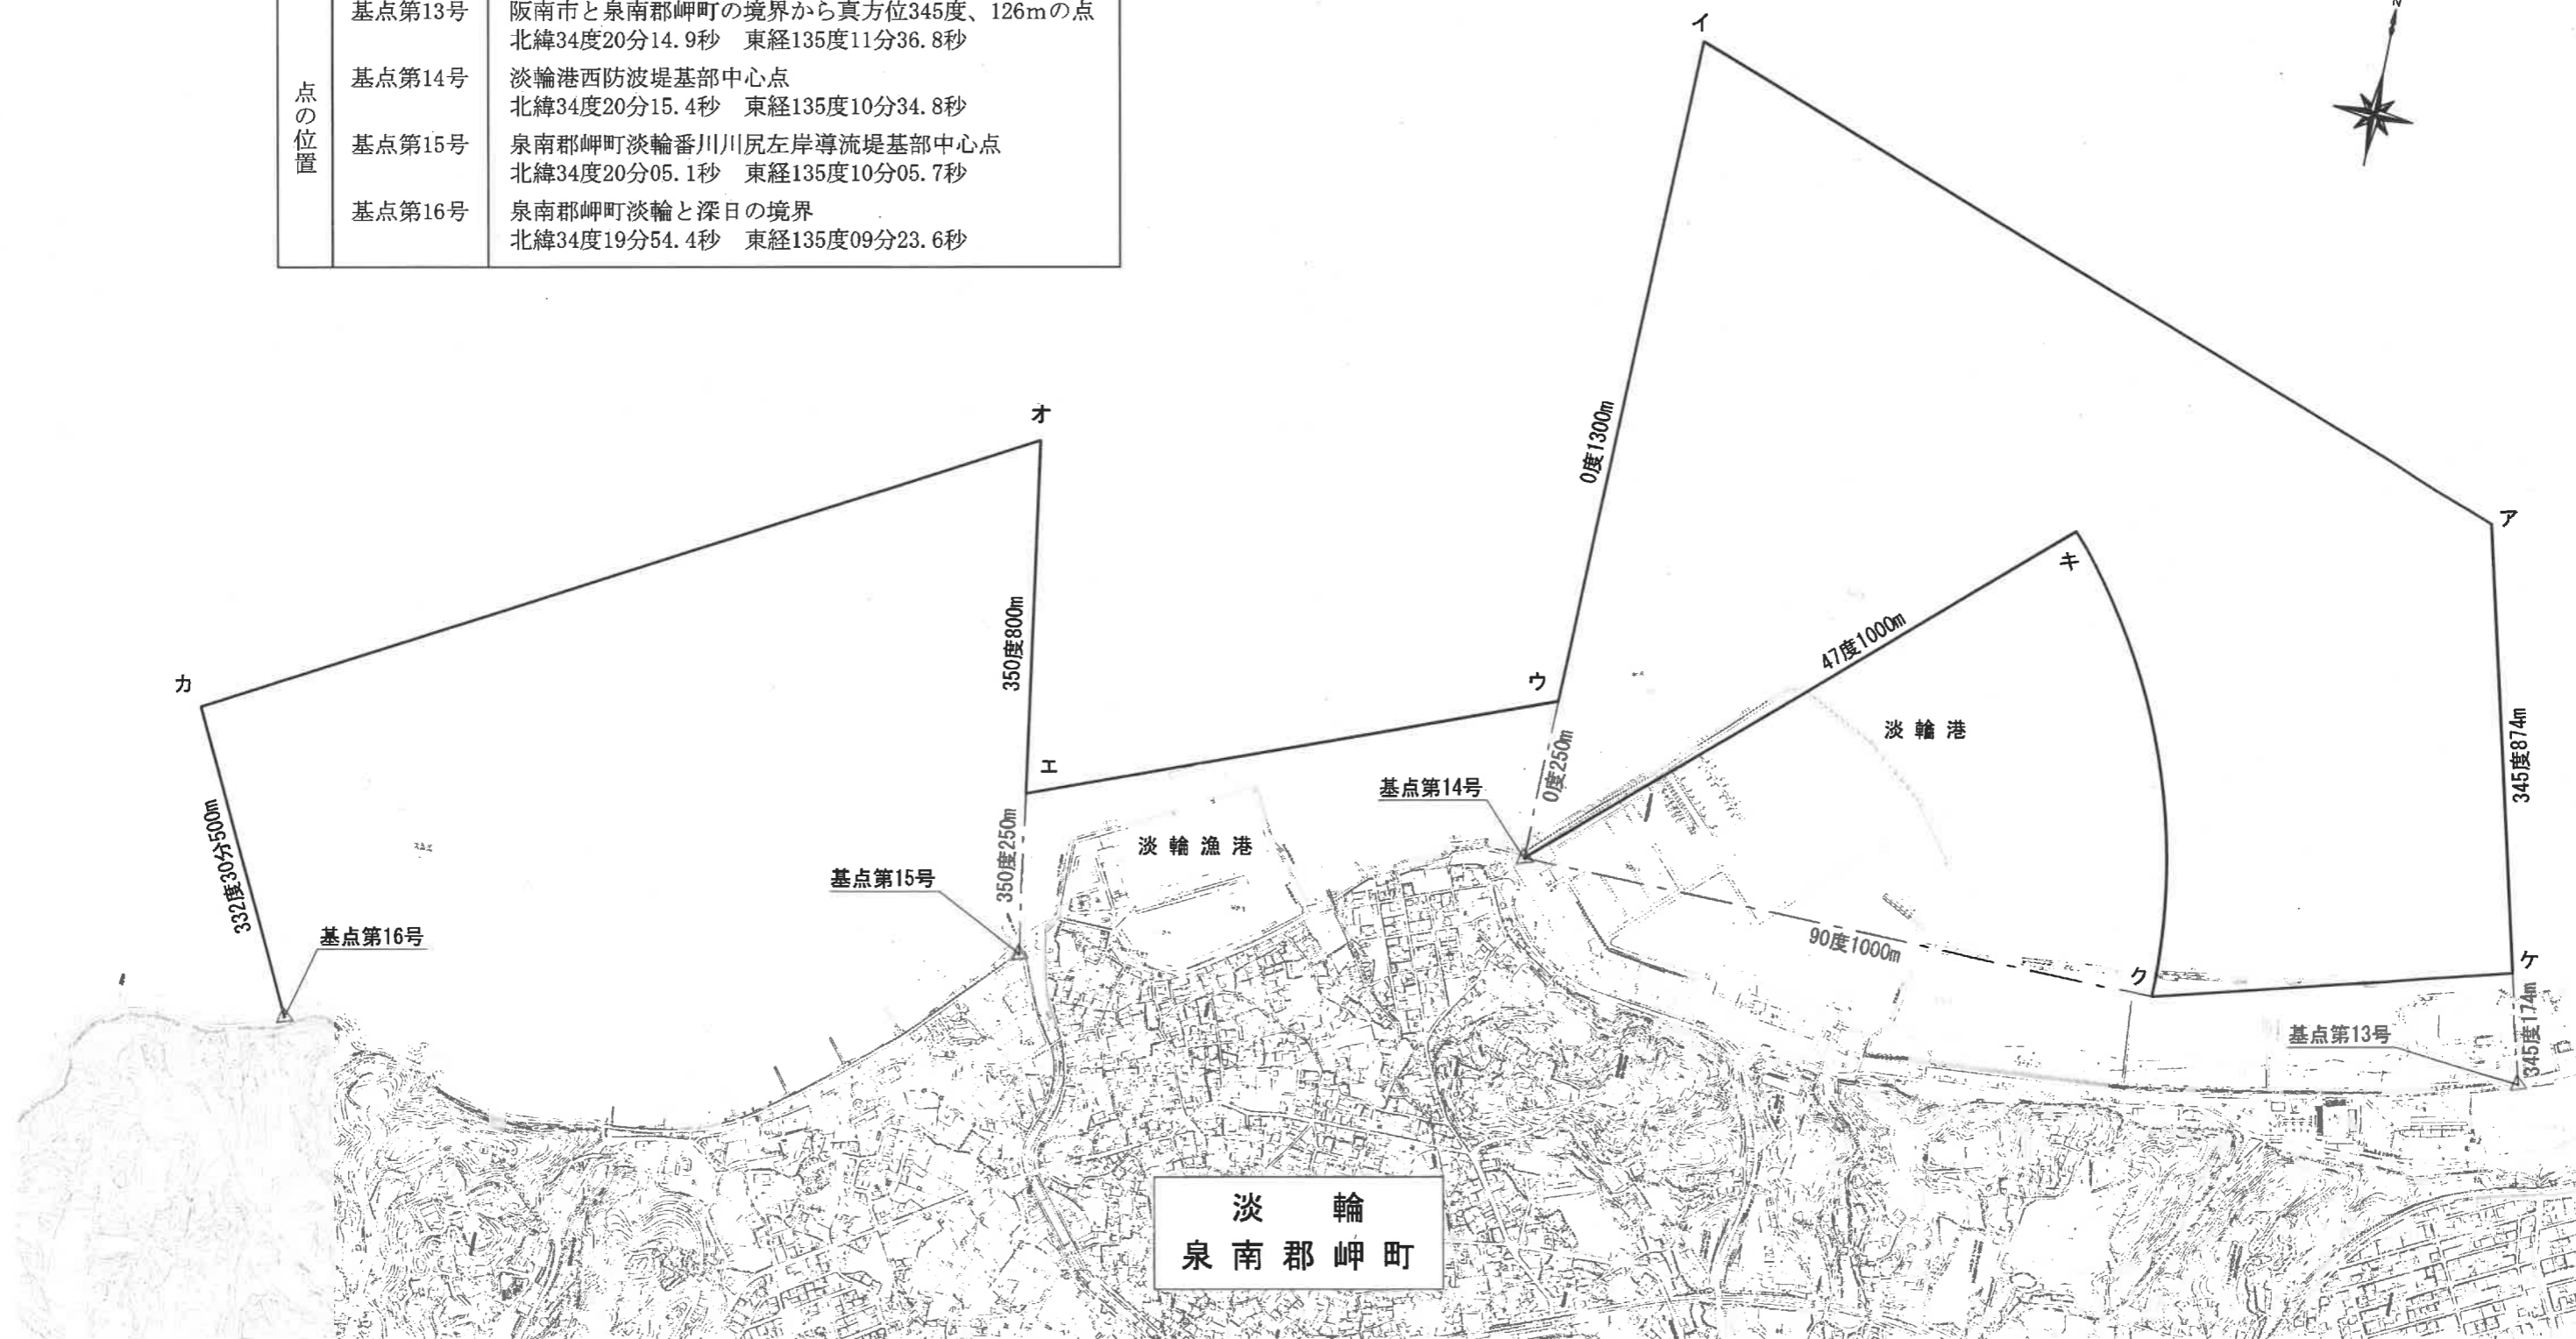 基点第13号 阪南市と泉南郡岬町の境界から真方位345度、126mの点
北緯34度20分14.9秒 東経135度11分36.8秒
基点第14号 淡輪港西防波堤基部中心点
北緯34度20分15.4秒 東経135度10分34.8秒
点の位置
基点第15号 泉南郡岬町淡輪番川川尻左岸導流堤基部中心点
北緯34度20分05.1秒 東経135度10分05.7秒
基点第16号 泉南郡岬町淡輪と深日の境界
北緯34度19分54.4秒 東経135度09分23.6秒
N
イ
オ
0度1300m
ア
キ
350度800m
47度1000m
カ
ウ
淡輪港
345度874m
エ
0度250m
基点第14号
332度30分500m
350度250m
淡輪漁港
基点第15号
基点第16号
90度1000m
ク
ケ
345度174m
基点第13号
淡輪
泉南郡岬町